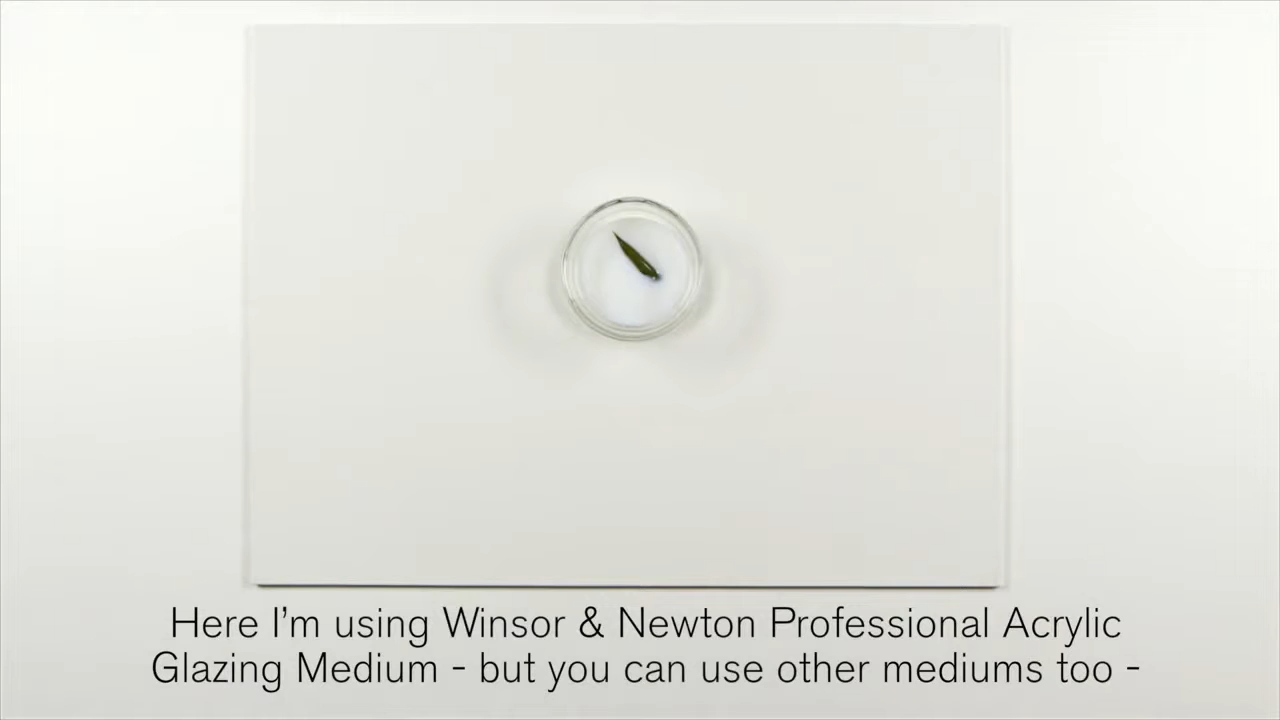 Here I'm using Winsor & Newton Professional Acrylic
Glazing Medium - but you can use other mediums too -